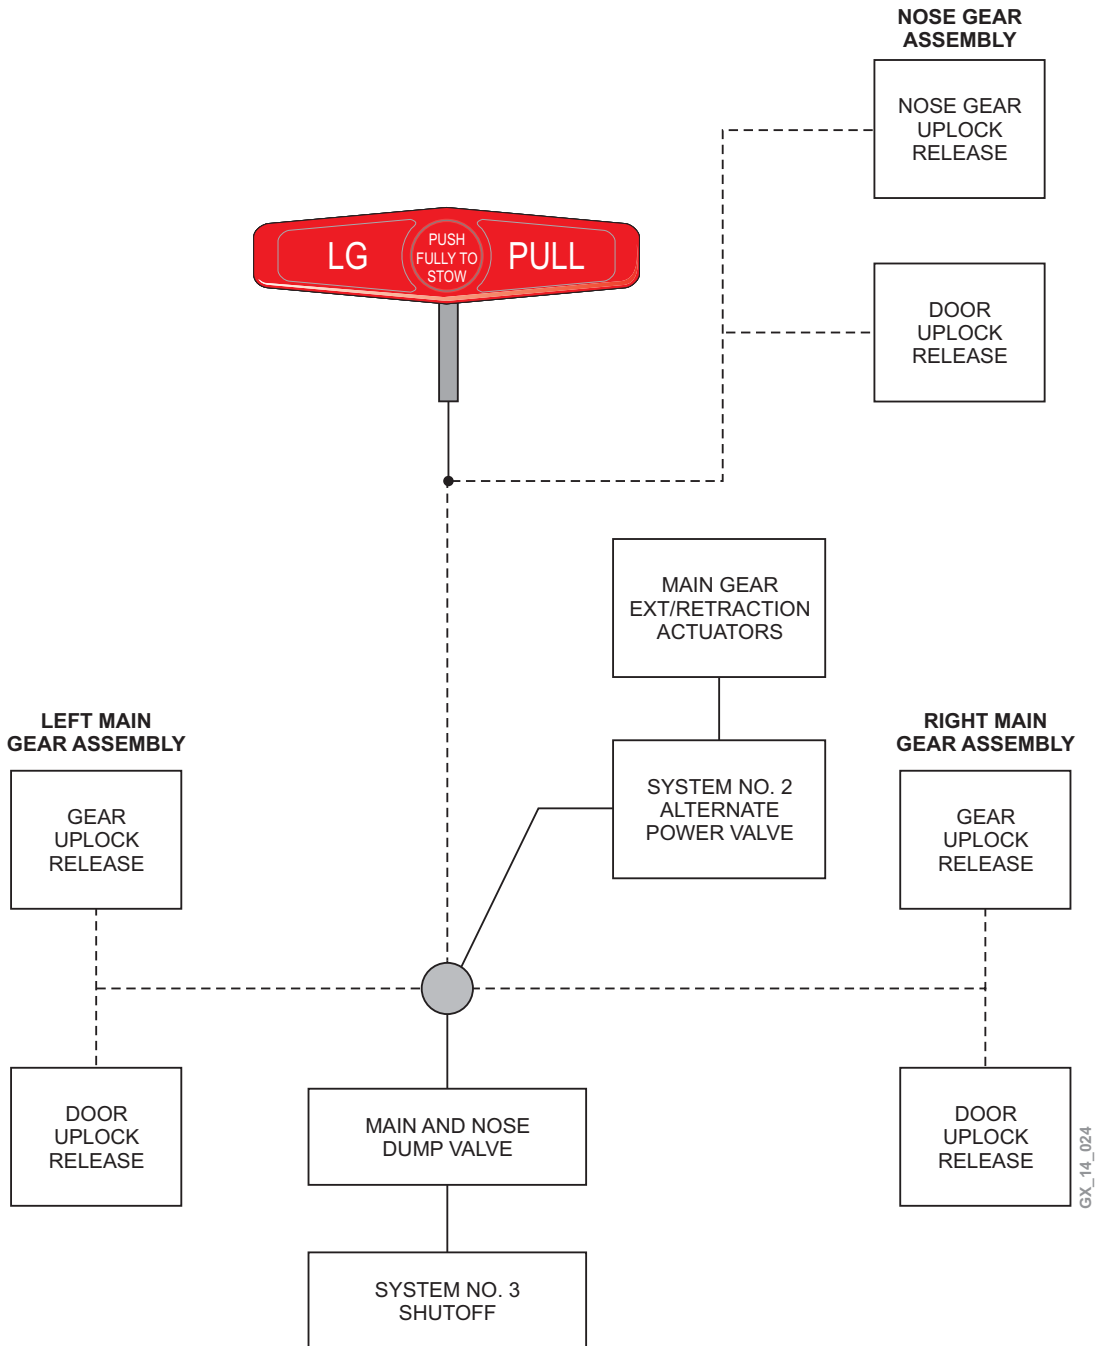 NOSE GEAR
ASSEMBLY
NOSE GEAR
UPLOCK
RELEASE
LG
PUSH
FULLY TO
STOW
PULL
DOOR
UPLOCK
RELEASE
MAIN GEAR
EXT/RETRACTION
ACTUATORS
LEFT MAIN
GEAR ASSEMBLY
RIGHT MAIN
GEAR ASSEMBLY
GEAR
UPLOCK
RELEASE
SYSTEM NO. 2
ALTERNATE
POWER VALVE
GEAR
UPLOCK
RELEASE
DOOR
UPLOCK
RELEASE
MAIN AND NOSE
DUMP VALVE
DOOR
UPLOCK
RELEASE
GX_14_024
SYSTEM NO. 3
SHUTOFF